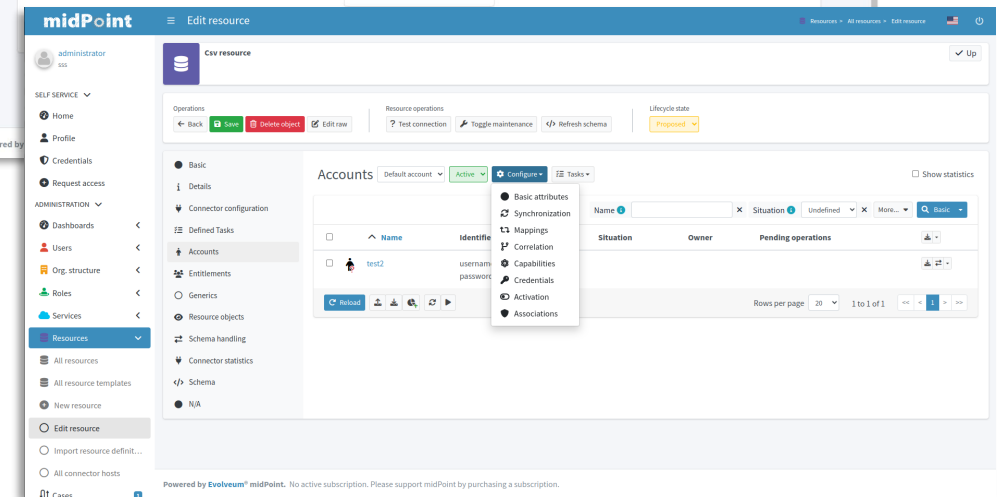 midPoint
Edit resource
Resources
All resources
Edit resource
administrator
sss
Csv resource
Up
SELF SERVICE
Home
Profile
Credentials
Request access
ADMINISTRATION
Dashboards
Users
Org. structure
Roles
Services
Resources
All resources
All resource templates
New resource
Edit resource
Import resource definit...
All connector hosts
Cases
red by
Operations
Back
Save
Delete object
Edit raw
Resource operations
Test connection
Toggle maintenance
Refresh schema
Lifecycle state
Proposed
Basic
Details
Connector configuration
Defined Tasks
Accounts
Entitlements
Generics
Resource objects
Schema handling
Connector statistics
Schema
N/A
Accounts
Default account
Active
Configure
Tasks
Show statistics
Basic attributes
Synchronization
Mappings
Correlation
Capabilities
Credentials
Activation
Associations
Name
Situation
Undefined
More...
Basic
Name
Identifie
Situation
Owner
Pending operations
test2
usernam
password
Reload
Rows per page
20
1 to 1 of 1
<< < 1 > >>
Powered by Evolveum® midPoint. No active subscription. Please support midPoint by purchasing a subscription.